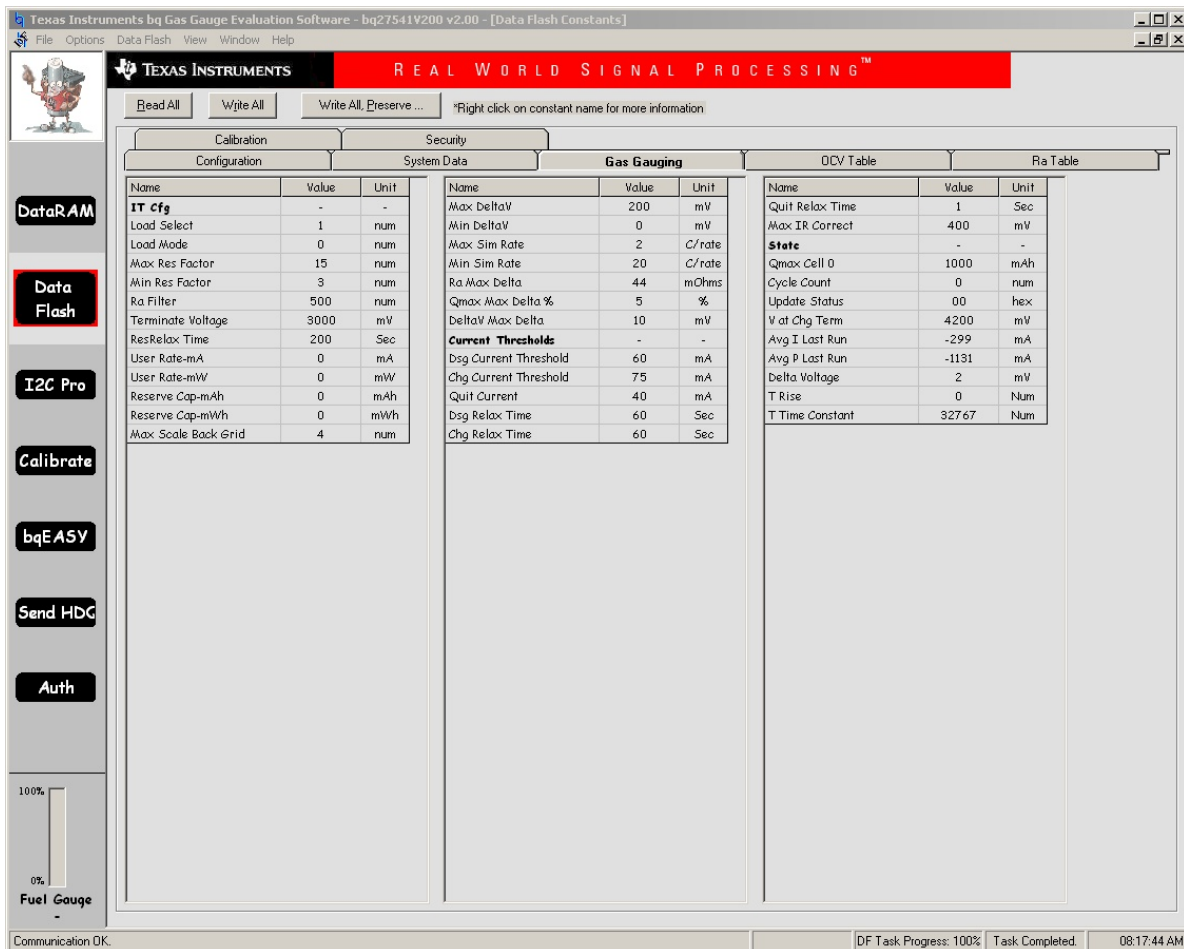 Texas Instruments bq Gas Gauge Evaluation Software - bq27541V200 v2.00 - [Data Flash Constants]
File Options Data Flash View Window Help
TEXAS INSTRUMENTS REAL WORLD SIGNAL PROCESSING™
Read All Write All Write All, Preserve ... *Right click on constant name for more information
Calibration Security
Configuration System Data Gas Gauging OCV Table Ra Table
DataRAM
Data
Flash
I2C Pro
Calibrate
bqEASY
Send HDG
Auth
100%
0%
Fuel Gauge
-
Name Value Unit
IT Cfg - -
Load Select 1 num
Load Mode 0 num
Max Res Factor 15 num
Min Res Factor 3 num
Ra Filter 500 num
Terminate Voltage 3000 mV
ResRelax Time 200 Sec
User Rate-mA 0 mA
User Rate-mW 0 mW
Reserve Cap-mAh 0 mAh
Reserve Cap-mWh 0 mWh
Max Scale Back Grid 4 num
Name Value Unit
Max DeltaV 200 mV
Min DeltaV 0 mV
Max Sim Rate 2 C/rate
Min Sim Rate 20 C/rate
Ra Max Delta 44 mOhms
Qmax Max Delta % 5 %
DeltaV Max Delta 10 mV
Current Thresholds - -
Dsg Current Threshold 60 mA
Chg Current Threshold 75 mA
Quit Current 40 mA
Dsg Relax Time 60 Sec
Chg Relax Time 60 Sec
Name Value Unit
Quit Relax Time 1 Sec
Max IR Correct 400 mV
State - -
Qmax Cell 0 1000 mAh
Cycle Count 0 num
Update Status 00 hex
V at Chg Term 4200 mV
Avg I Last Run -299 mA
Avg P Last Run -1131 mA
Delta Voltage 2 mV
T Rise 0 Num
T Time Constant 32767 Num
Communication OK. DF Task Progress: 100% Task Completed. 08:17:44 AM